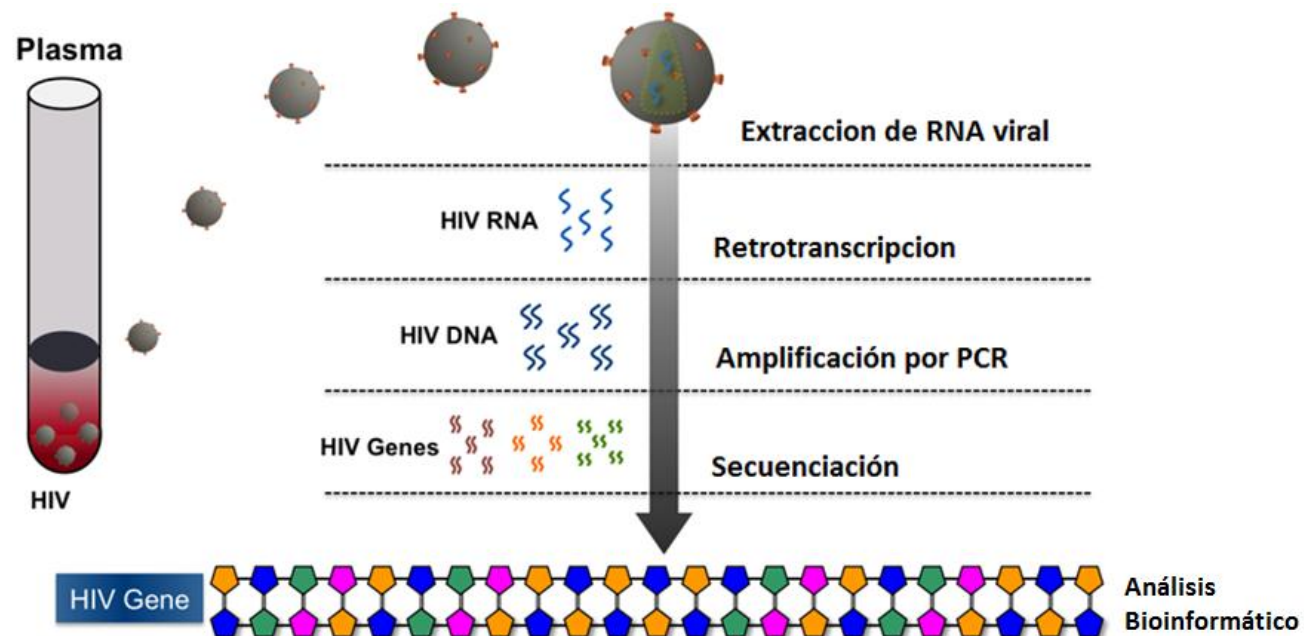 Plasma
Extraccion de RNA viral
HIV RNA
Retrotranscripcion
HIV DNA
Amplificación por PCR
HIV Genes
Secuenciación
HIV
HIV Gene
Análisis
Bioinformático